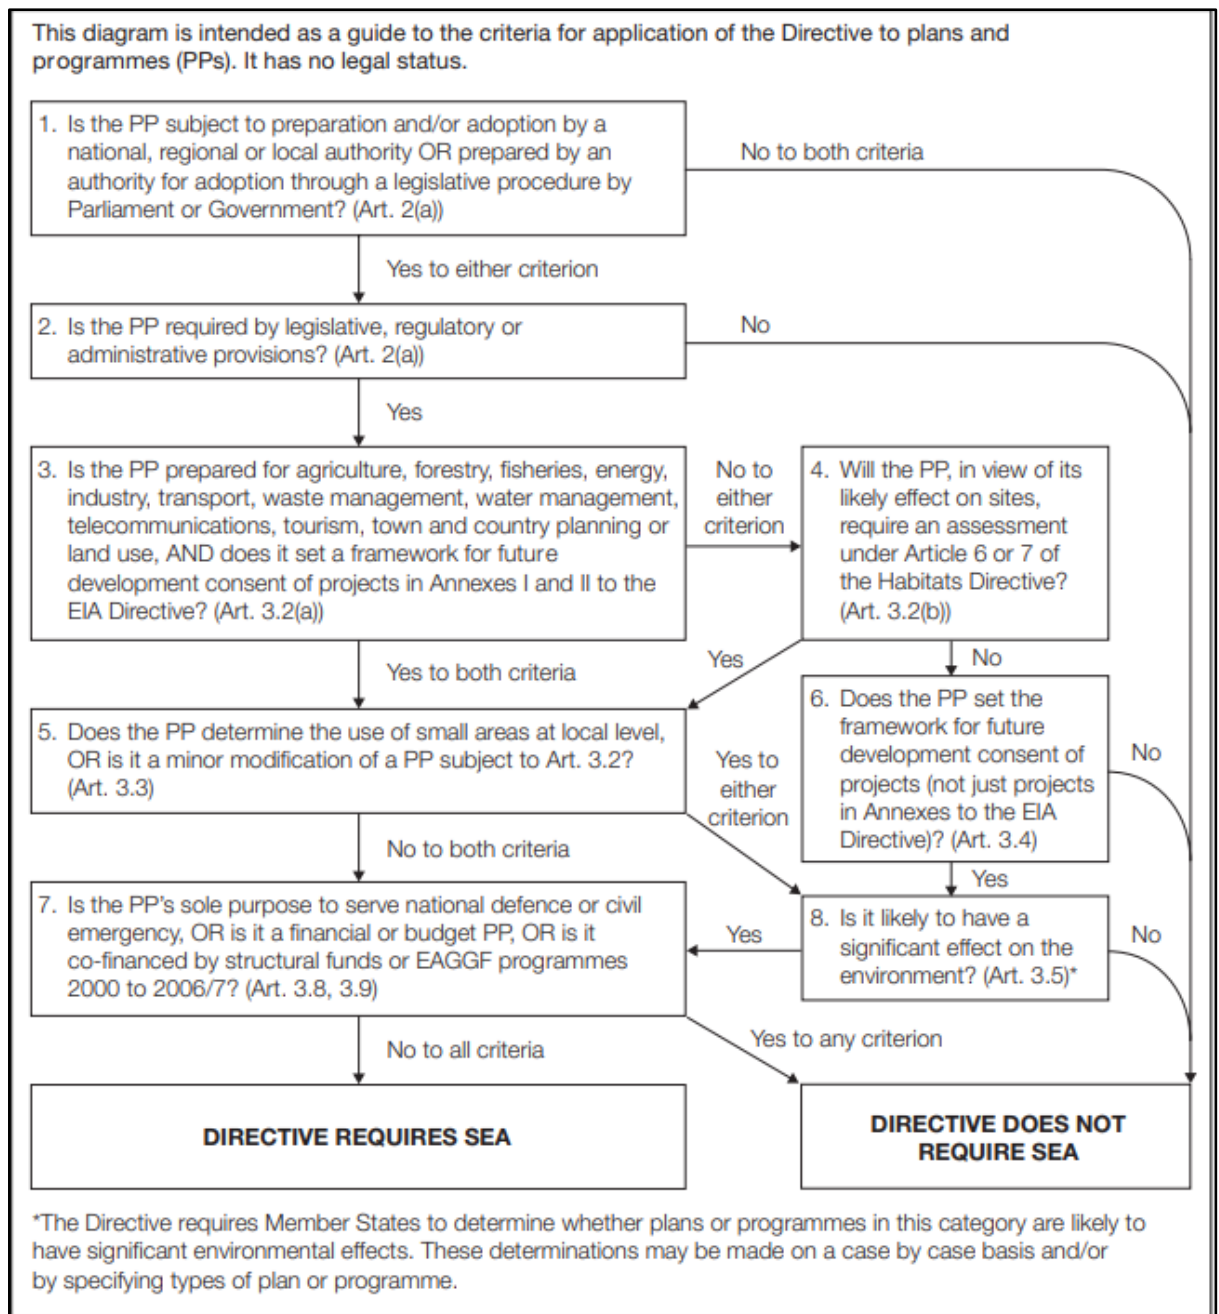 This diagram is intended as a guide to the criteria for application of the Directive to plans and
programmes (PPs). It has no legal status.
1. Is the PP subject to preparation and/or adoption by a
national, regional or local authority OR prepared by an
authority for adoption through a legislative procedure by
Parliament or Government? (Art. 2(a))
No to both criteria
Yes to either criterion
2. Is the PP required by legislative, regulatory or
administrative provisions? (Art. 2(a))
No
Yes
3. Is the PP prepared for agriculture, forestry, fisheries, energy,
industry, transport, waste management, water management,
telecommunications, tourism, town and country planning or
land use, AND does it set a framework for future
development consent of projects in Annexes I and II to the
EIA Directive? (Art. 3.2(a))
No to
either
criterion
4. Will the PP, in view of its
likely effect on sites,
require an assessment
under Article 6 or 7 of
the Habitats Directive?
(Art. 3.2(b))
Yes to both criteria
Yes
No
5. Does the PP determine the use of small areas at local level,
OR is it a minor modification of a PP subject to Art. 3.2?
(Art. 3.3)
Yes to
either
criterion
6. Does the PP set the
framework for future
development consent of
projects (not just projects
in Annexes to the EIA
Directive)? (Art. 3.4)
No
No to both criteria
Yes
7. Is the PP’s sole purpose to serve national defence or civil
emergency, OR is it a financial or budget PP, OR is it
co-financed by structural funds or EAGGF programmes
2000 to 2006/7? (Art. 3.8, 3.9)
Yes
8. Is it likely to have a
significant effect on the
environment? (Art. 3.5)*
No
No to all criteria
Yes to any criterion
DIRECTIVE REQUIRES SEA
DIRECTIVE DOES NOT
REQUIRE SEA
*The Directive requires Member States to determine whether plans or programmes in this category are likely to
have significant environmental effects. These determinations may be made on a case by case basis and/or
by specifying types of plan or programme.